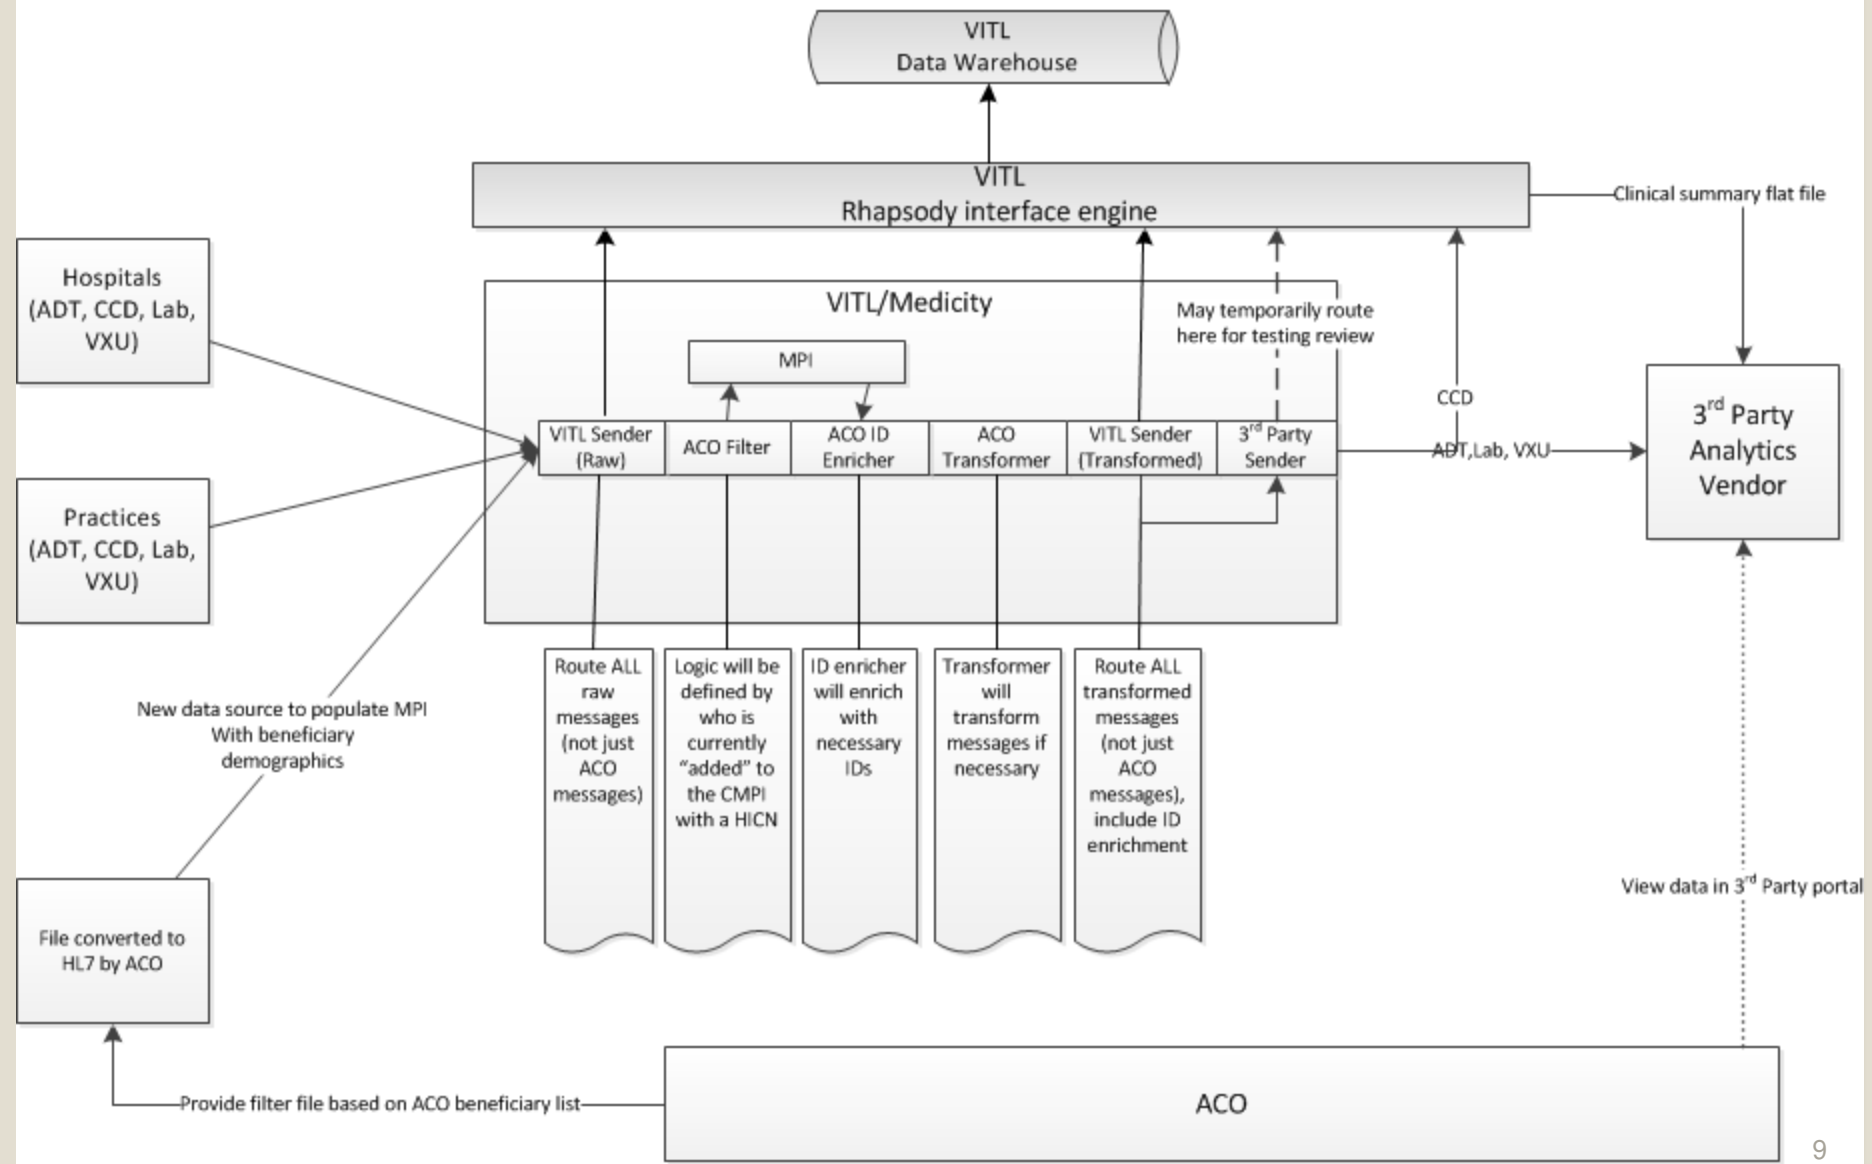 VITL
Data Warehouse
VITL
Rhapsody interface engine
Clinical summary flat file
Hospitals
(ADT, CCD, Lab,
VXU)
VITL/Medicity
May temporarily route
here for testing review
MPI
CCD
3rd Party
Analytics
Vendor
VITL Sender
(Raw)
ACO Filter
ACO ID
Enricher
ACO
Transformer
VITL Sender
(Transformed)
3rd Party
Sender
ADT,Lab, VXU
Practices
(ADT, CCD, Lab,
VXU)
New data source to populate MPI
With beneficiary
demographics
Route ALL
raw
messages
(not just
ACO
messages)
Logic will be
defined by
who is
currently
“added” to
the CMPI
with a HICN
ID enricher
will enrich
with
necessary
IDs
Transformer
will
transform
messages if
necessary
Route ALL
transformed
messages
(not just
ACO
messages),
include ID
enrichment
View data in 3rd Party portal
File converted to
HL7 by ACO
Provide filter file based on ACO beneficiary list
ACO
9